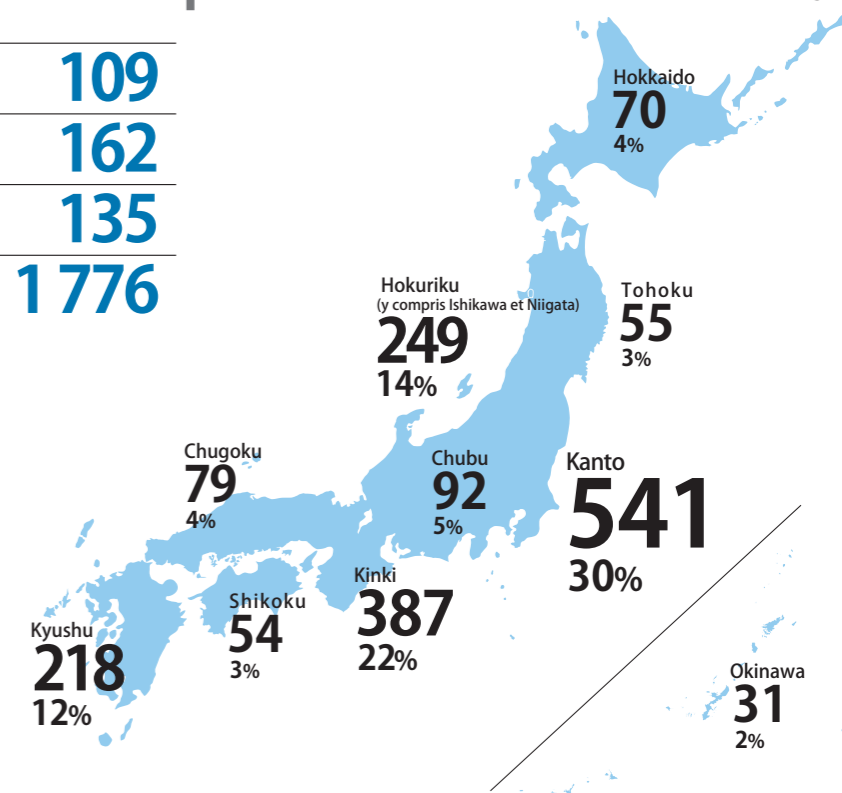 109
162
135
1 776
Hokkaido
70
4%
Hokuriku
(y compris Ishikawa et Niigata)
249
14%
Tohoku
55
3%
Chugoku
79
4%
Chubu
92
5%
Kanto
541
30%
Kinki
387
22%
Shikoku
54
3%
Kyushu
218
12%
Okinawa
31
2%